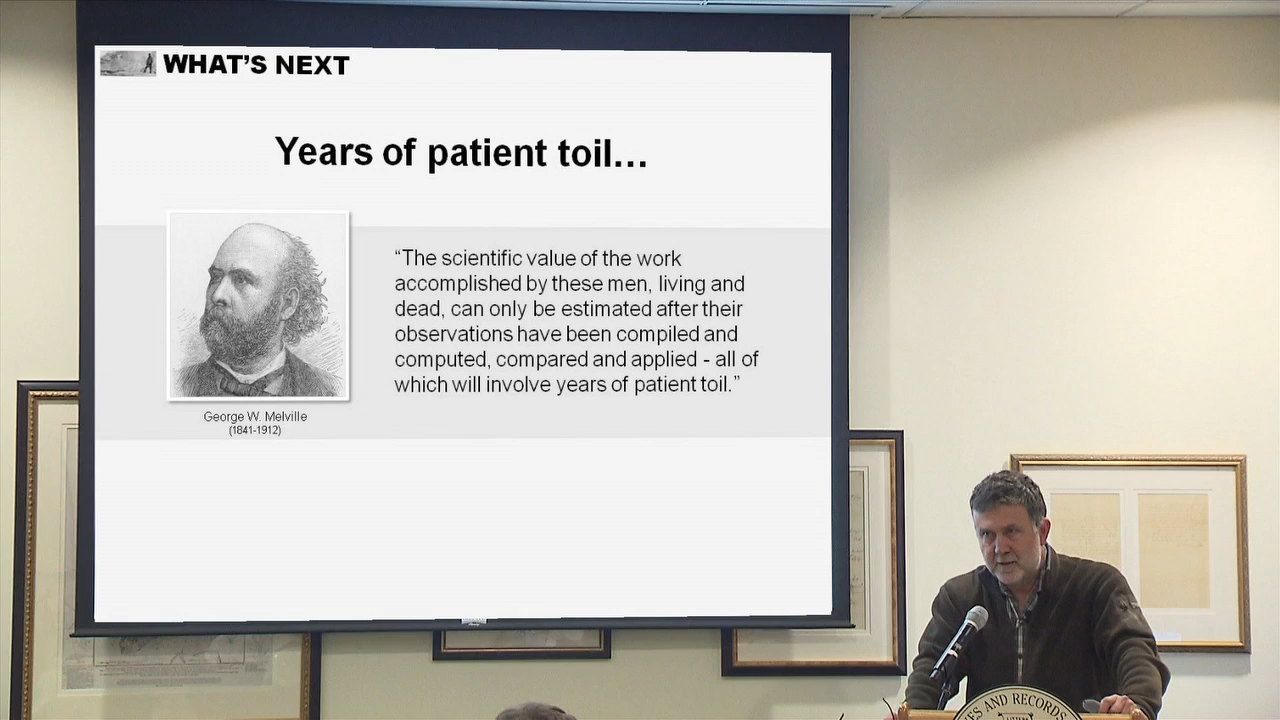 WHAT'S NEXT
Years of patient toil...
“The scientific value of the work
accomplished by these men, living and
dead, can only be estimated after their
observations have been compiled and
computed, compared and applied - all of
which will involve years of patient toil.”
George W. Melville
(1841-1912)
AND RECORDS